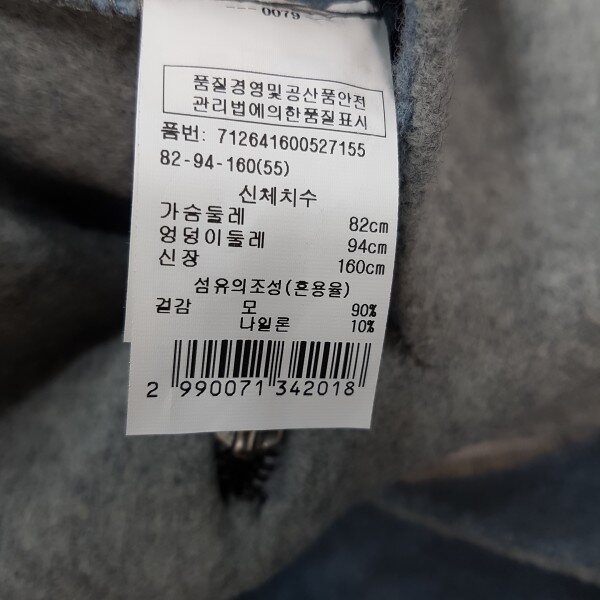 0079
품질경영및공산품안전
관리법에의한품질표시
품번: 712641600527155
82-94-160(55)
신체치수
가슴둘레 82cm
엉덩이둘레 94cm
신장 160cm
섬유의조성(혼용율)
겉감 모 90%
나일론 10%
2 990071 342018